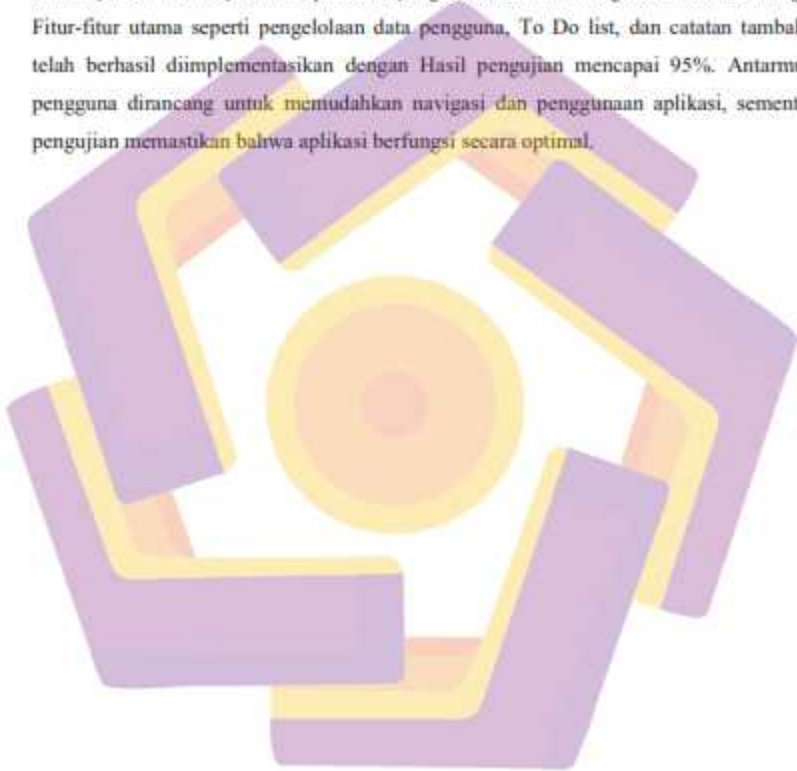 Fitur-fitur utama seperti pengelolaan data pengguna, To Do list, dan catatan
telah berhasil diimplementasikan dengan Hasil pengujian mencapai 95%.
pengguna dirancang untuk memudahkan navigasi dan penggunaan aplikasi,
pengujian memastikan bahwa aplikasi berfungsi secara optimal.